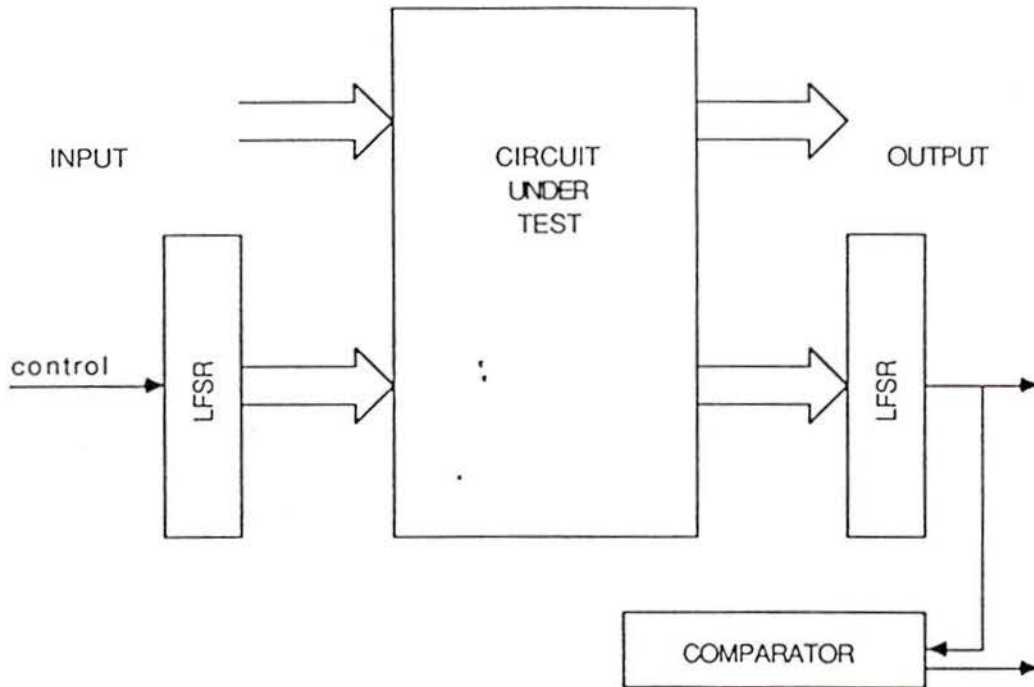 INPUT
CIRCUIT
UNDER
TEST
OUTPUT
control
LFSR
LFSR
COMPARATOR